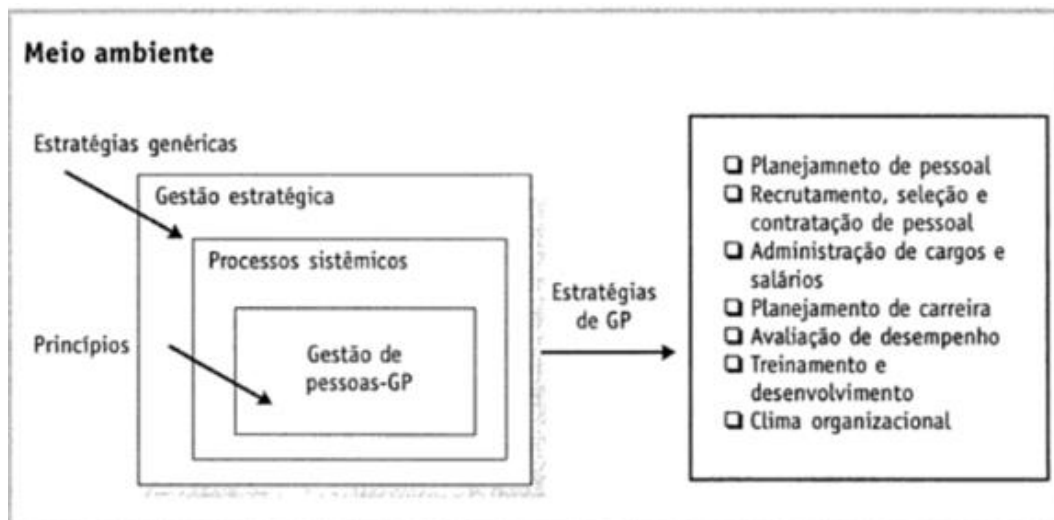 Meio ambiente
Estratégias genéricas
Gestão estratégica
Processos sistêmicos
Princípios
Gestão de
pessoas-GP
Estratégias
de GP
❑ Planejamneto de pessoal
❑ Recrutamento, seleção e
contratação de pessoal
❑ Administração de cargos e
salários
❑ Planejamento de carreira
❑ Avaliação de desempenho
❑ Treinamento e
desenvolvimento
❑ Clima organizacional